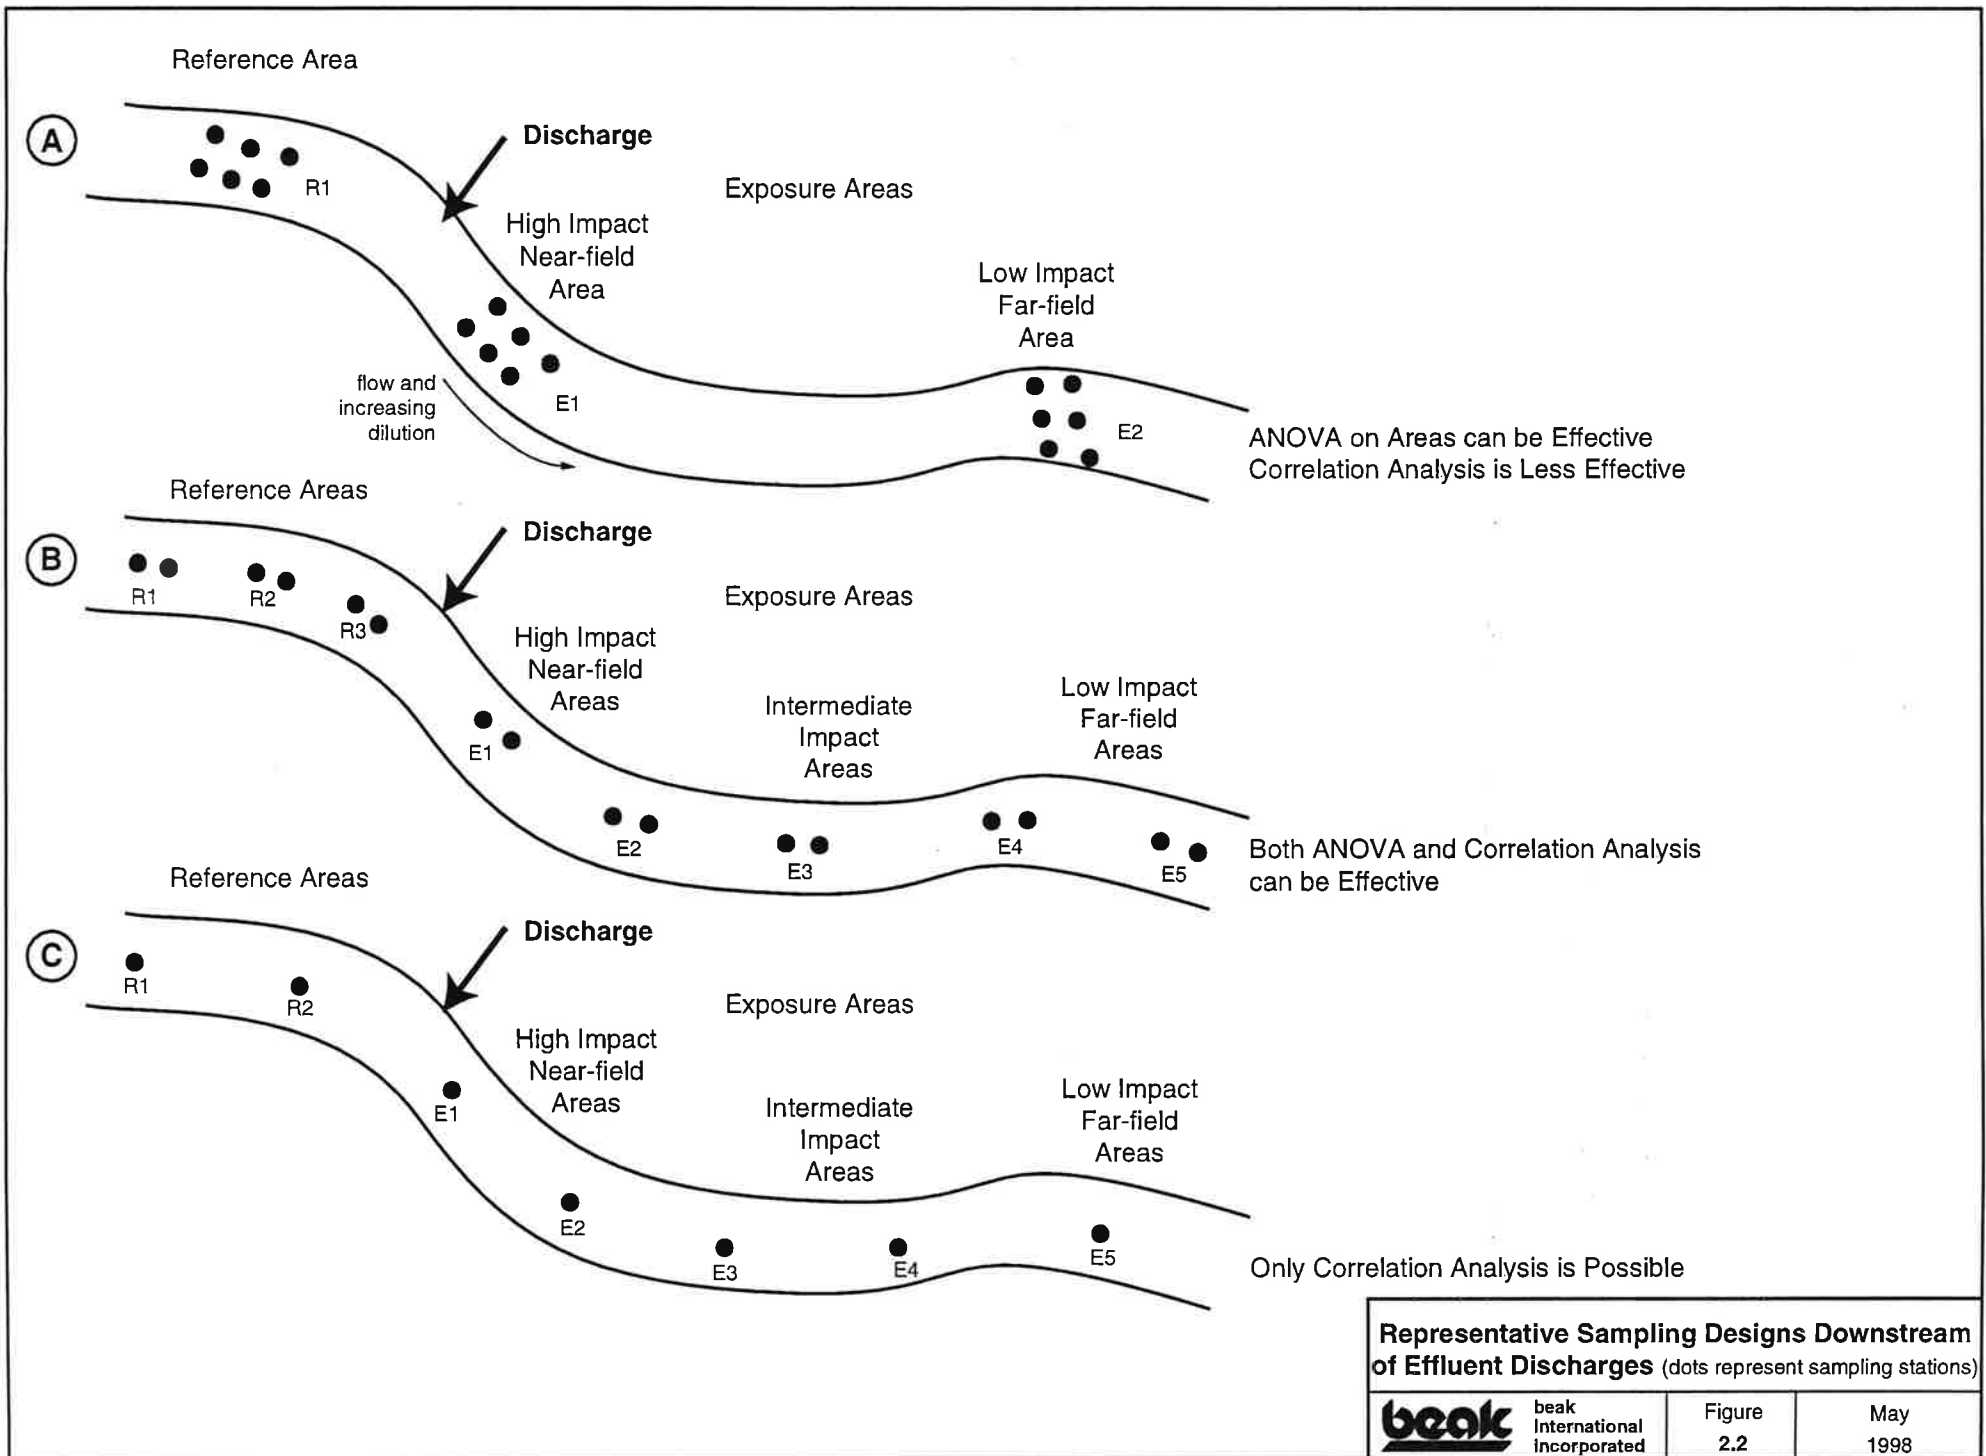 Reference Area
A
R1
Discharge
Exposure Areas
High Impact
Near-field
Area
Low Impact
Far-field
Area
flow and
increasing
dilution
E1
E2
ANOVA on Areas can be Effective
Correlation Analysis is Less Effective
Reference Areas
B
Discharge
R1
R2
R3
Exposure Areas
High Impact
Near-field
Areas
Intermediate
Impact
Areas
Low Impact
Far-field
Areas
E1
E2
E3
E4
E5
Both ANOVA and Correlation Analysis
can be Effective
Reference Areas
C
Discharge
R1
R2
Exposure Areas
High Impact
Near-field
Areas
Intermediate
Impact
Areas
Low Impact
Far-field
Areas
E1
E2
E3
E4
E5
Only Correlation Analysis is Possible
Representative Sampling Designs Downstream
of Effluent Discharges (dots represent sampling stations)
beak
beak
international
incorporated
Figure
2.2
May
1998